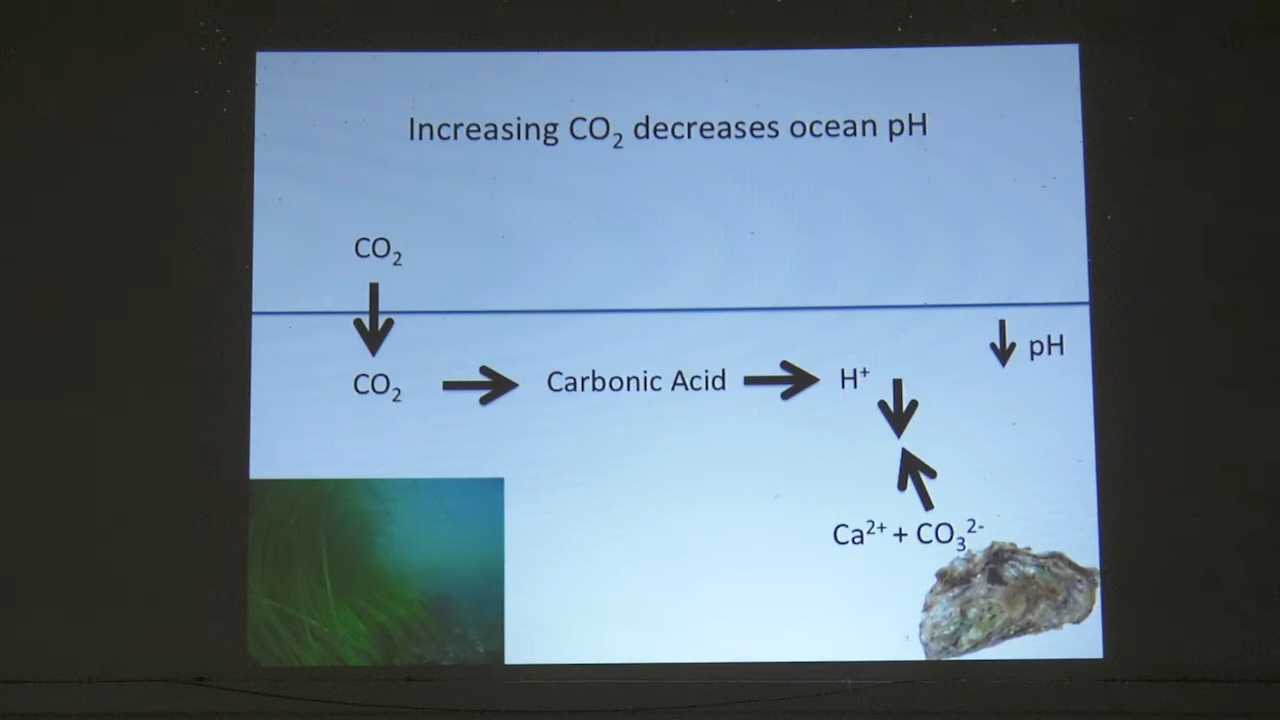 Increasing CO₂ decreases ocean pH
CO₂
pH
CO₂ Carbonic Acid H⁺
Ca²⁺ + CO₃²⁻